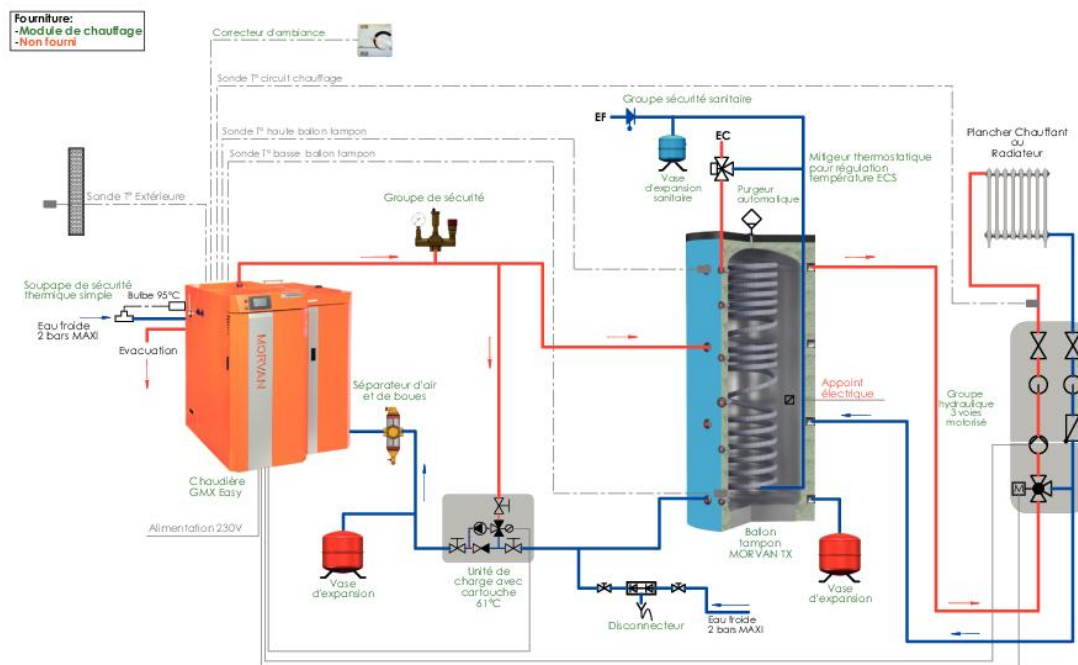 Fourniture:
-Module de chauffage
-Non fourni
Correcteur d'ambiance
Sonde T° circuit chauffage
Sonde T° haute ballon tampon
Sonde T° basse ballon tampon
Sonde T° Extérieure
Groupe de sécurité
Groupe sécurité sanitaire
EF
EC
Vase
d'expansion
sanitaire
Mitigeur thermostatique
pour régulation
température ECS
Purgeur
automatique
Plancher Chauffant
ou
Radiateur
Soupape de sécurité
thermique simple
Bulbe 95°C
Eau froide
2 bars MAXI
Evacuation
MORVAN
Séparateur d'air
et de boues
Appoint
électrique
Groupe
hydraulique
3 voies
motorisé
M
Chaudière
GMX Easy
Alimentation 230V
Vase
d'expansion
Unité de
charge avec
cartouche
61°C
Ballon
tampon
MORVAN TX
Vase
d'expansion
Disconnecteur
Eau froide
2 bars MAXI